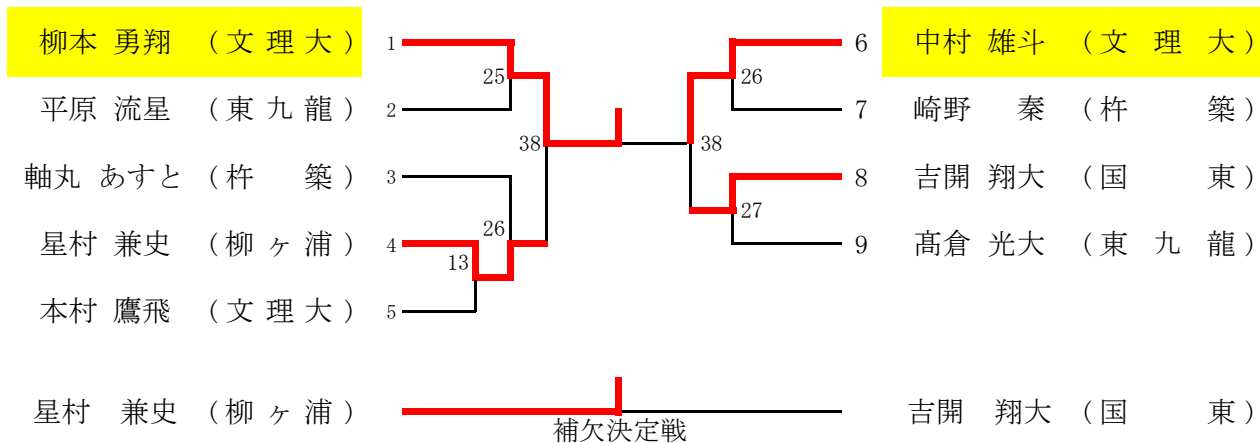 柳本 勇翔 (文理大) 1
平原 流星 (東九龍) 2
軸丸 あすと (杵築) 3
星村 兼史 (柳ヶ浦) 4
本村 鷹飛 (文理大) 5
25
38
26
13
6 中村 雄斗 (文理大)
7 崎野 秦 (杵築)
8 吉開 翔大 (国東)
9 髙倉 光大 (東九龍)
26
38
27
星村 兼史 (柳ヶ浦)
補欠決定戦
吉開 翔大 (国東)